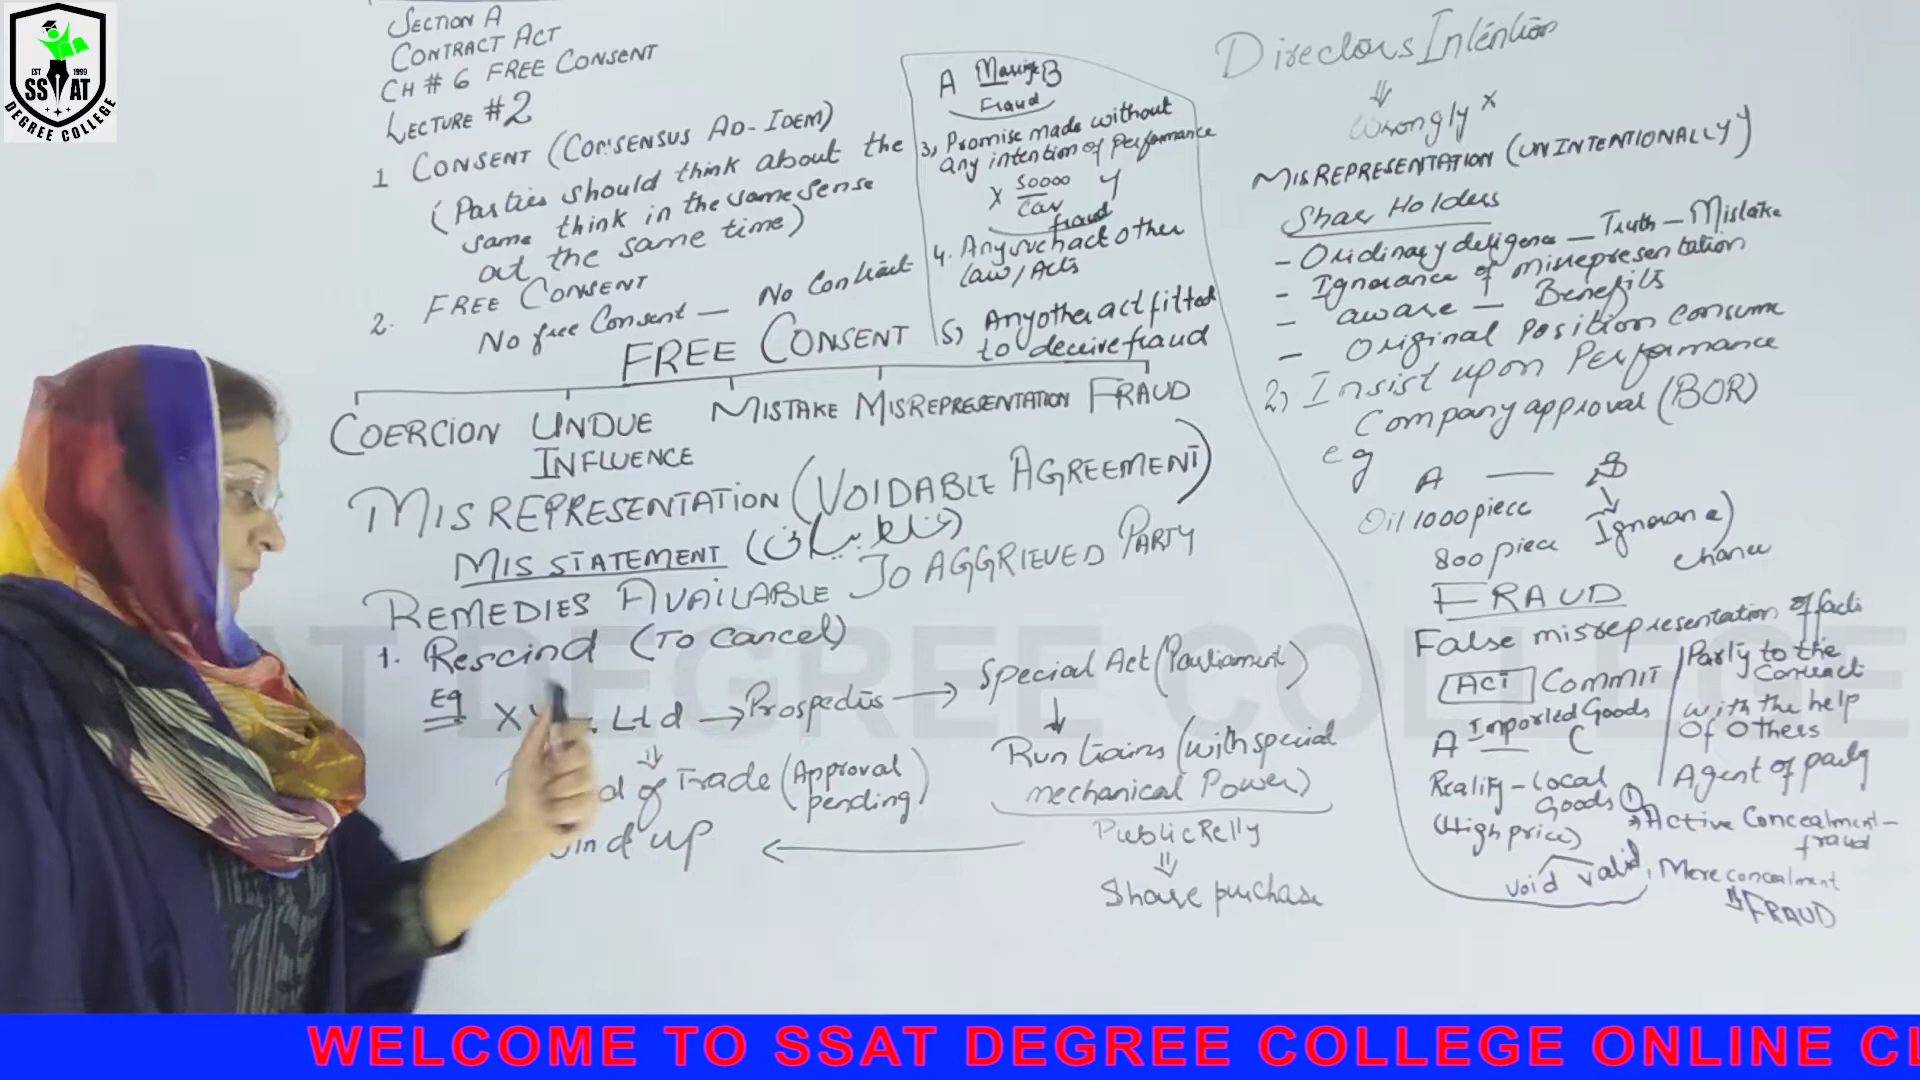 EST 1999
SSAT
DEGREE COLLEGE
SECTION A
CONTRACT ACT
CH # 6 FREE CONSENT
LECTURE #2
1 CONSENT (CONSENSUS AD-IDEM)
(Parties should think about the
same think in the same sense
at the same time)
2. FREE CONSENT
No free Consent — No Contract
FREE CONSENT
COERCION UNDUE INFLUENCE MISTAKE MISREPRESENTATION FRAUD
MISREPRESENTATION (VOIDABLE AGREEMENT)
MIS STATEMENT
REMEDIES AVAILABLE TO AGGRIEVED PARTY
1. Rescind (To Cancel)
Eg X Ltd → Prospectus → Special Act (Parliament)
of Trade (Approval pending)
Run trains (with special
mechanical Power)
up
Public Relly
Share purchase
A Marriage B
Fraud
3, Promise made without
any intention of performance
X 50000 Y
Car
fraud
4. Any such act other
law/Acts
5) Any other act fitted
to deceive fraud
Directors Intention
Wrongly x
MISREPRESENTATION (UNINTENTIONALLY)
Share Holders
- Oridinary deligence — Truth — Mistake
- Ignorance of misrepresentation
- aware — Benefits
- Original Position consume
2) Insist upon Performance
Company approval (BOR)
eg
A — B
Oil 1000 piece
800 piece Ignorance)
chance
FRAUD
False misrepresentation of facts
ACT COMMIT
Party to the
Contract
with the help
of others
Agent of party
Imported Goods
A — C
Reality - Local
Goods
(High price)
① Active Concealment -
fraud
void valid, Mere concealment
FRAUD
AT DEGREE COLLEGE
WELCOME TO SSAT DEGREE COLLEGE ONLINE CL